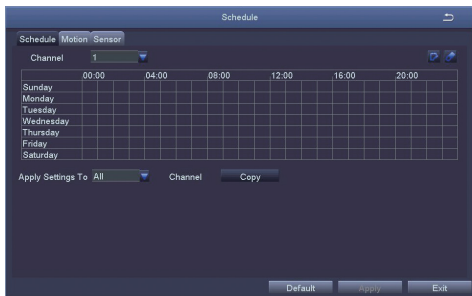 Schedule
Schedule Motion Sensor
Channel 1
00:00 04:00 08:00 12:00 16:00 20:00
Sunday
Monday
Tuesday
Wednesday
Thursday
Friday
Saturday
Apply Settings To All Channel Copy
Default Apply Exit